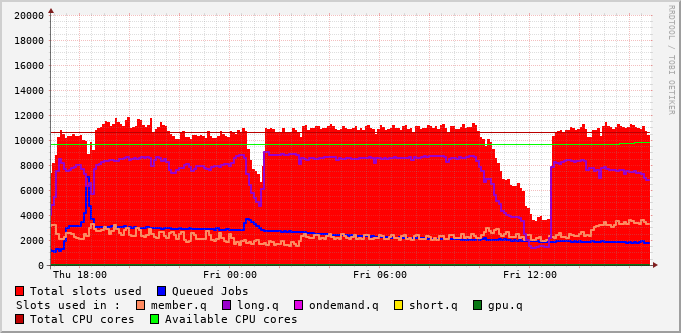 20000
18000
16000
14000
12000
10000
8000
6000
4000
2000
0
Thu 18:00 Fri 00:00 Fri 06:00 Fri 12:00
Total slots used Queued Jobs
Slots used in : member.q long.q ondemand.q short.q gpu.q
Total CPU cores Available CPU cores
RRDTOOL / TOBI OETIKER